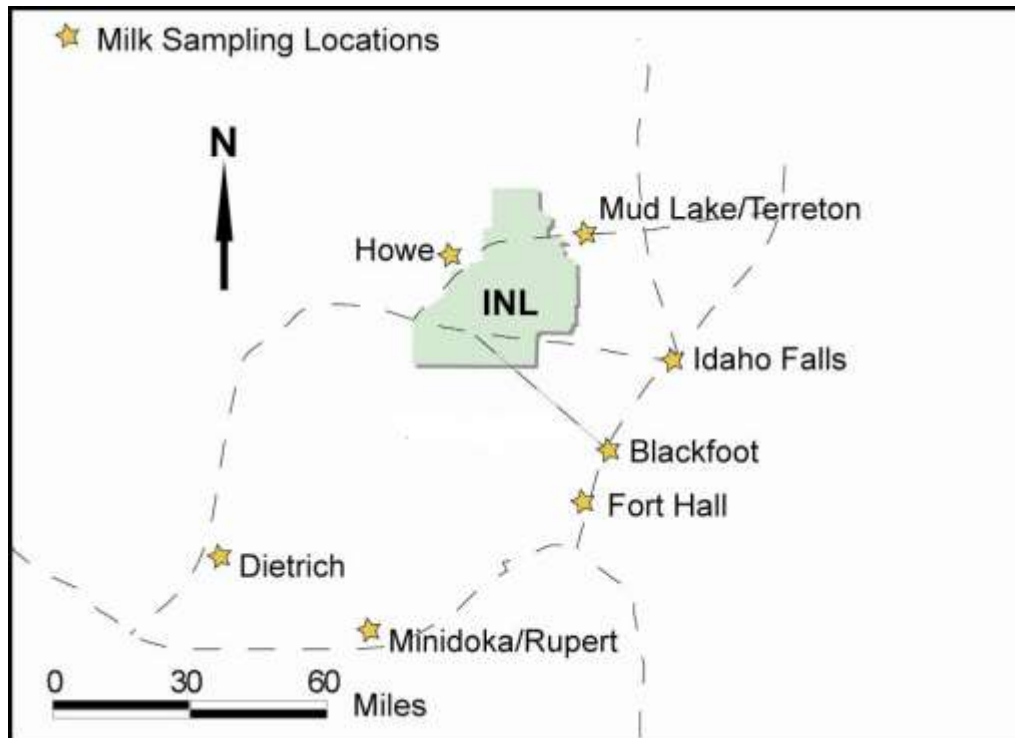 Milk Sampling Locations
N
Mud Lake/Terreton
Howe
INL
Idaho Falls
Blackfoot
Fort Hall
Dietrich
Minidoka/Rupert
0 30 60
Miles